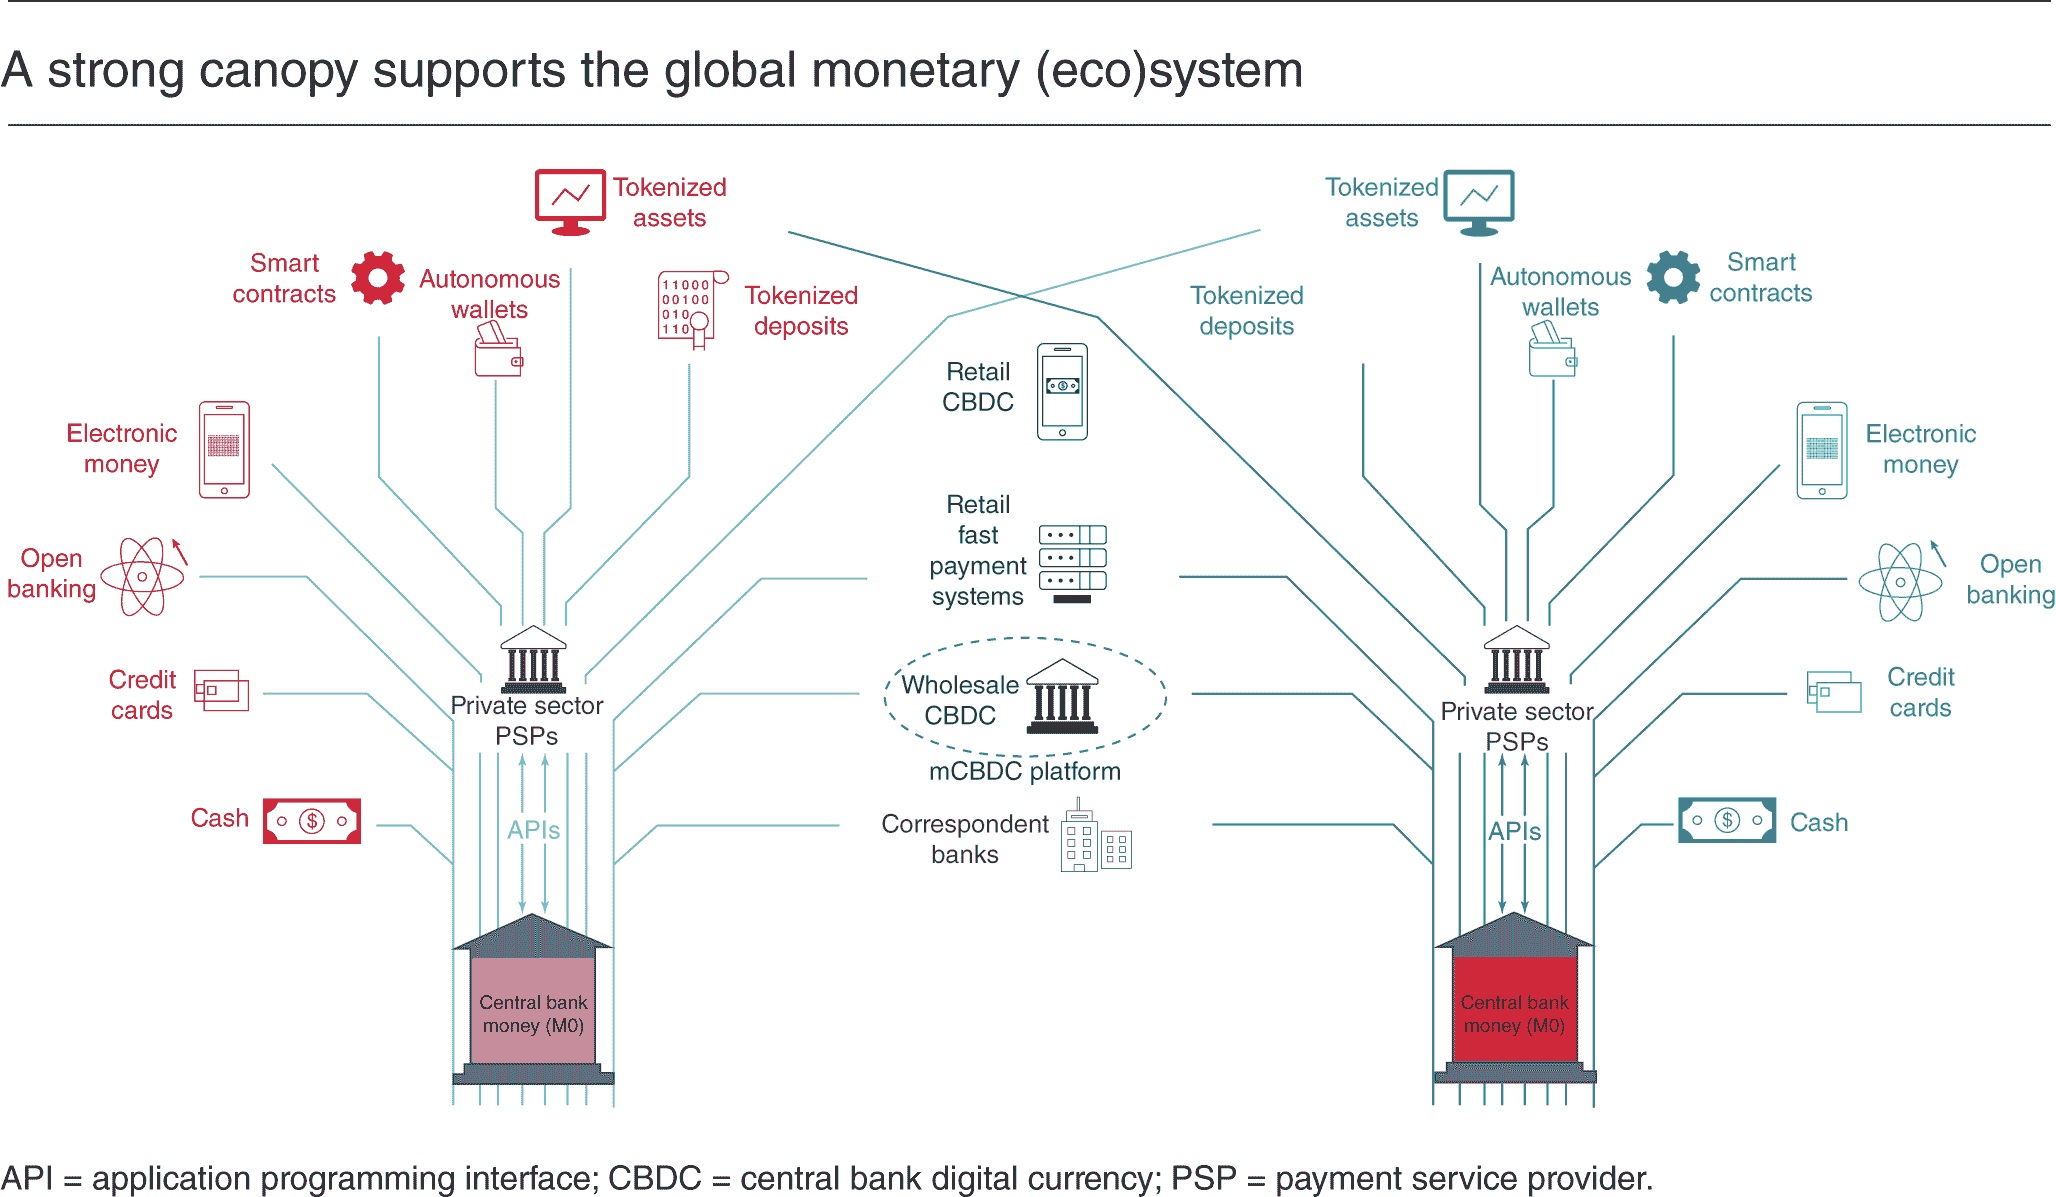 A strong canopy supports the global monetary (eco)system
Tokenized
assets
Smart
contracts
Autonomous
wallets
11000
00100
010
110
Tokenized
deposits
Electronic
money
Open
banking
Credit
cards
Cash
$
Private sector
PSPs
APIs
Central bank
money (M0)
Retail
CBDC
$
Retail
fast
payment
systems
Wholesale
CBDC
mCBDC platform
Correspondent
banks
Tokenized
assets
Tokenized
deposits
Autonomous
wallets
Smart
contracts
Electronic
money
Open
banking
Credit
cards
$
Cash
Private sector
PSPs
APIs
Central bank
money (M0)
API = application programming interface; CBDC = central bank digital currency; PSP = payment service provider.